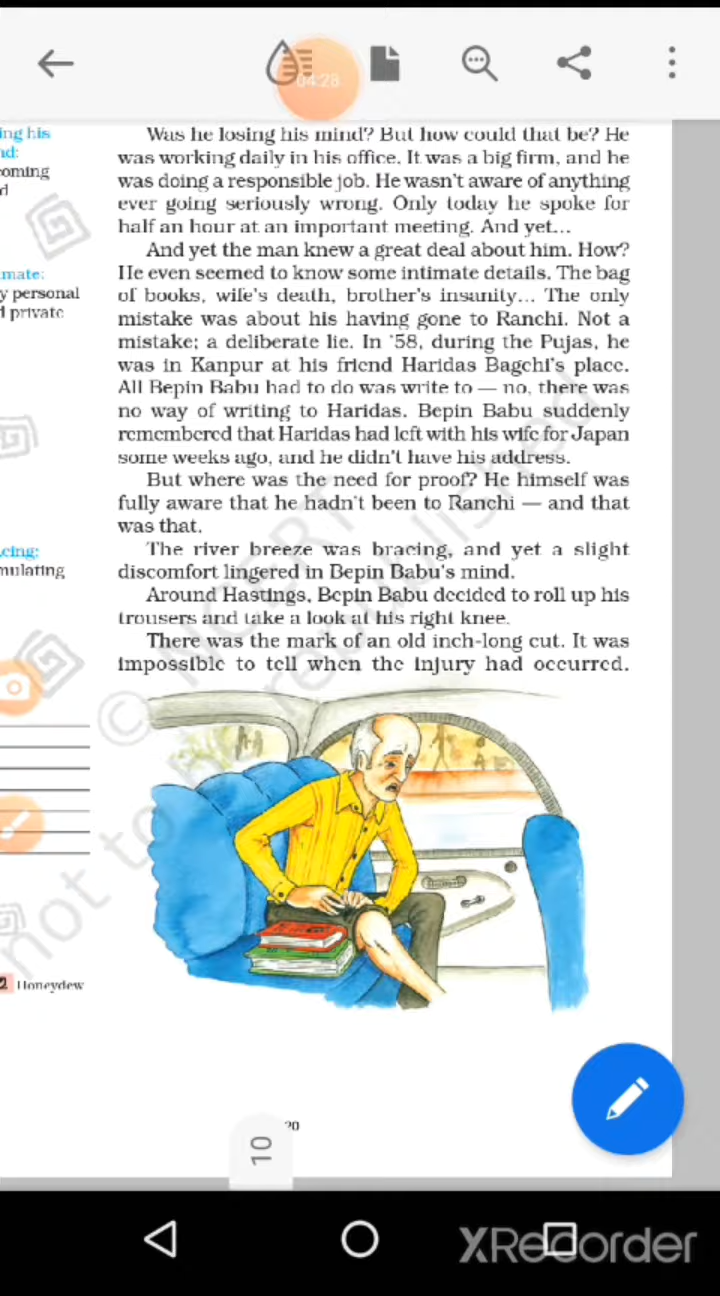 04:28
ing his
nd:
coming
d
Was he losing his mind? But how could that be? He
was working daily in his office. It was a big firm, and he
was doing a responsible job. He wasn't aware of anything
ever going seriously wrong. Only today he spoke for
half an hour at an important meeting. And yet...
And yet the man knew a great deal about him. How?
He even seemed to know some intimate details. The bag
of books, wife's death, brother's insanity... The only
mistake was about his having gone to Ranchi. Not a
mistake; a deliberate lie. In '58, during the Pujas, he
was in Kanpur at his friend Haridas Bagchi's place.
All Bepin Babu had to do was write to — no, there was
no way of writing to Haridas. Bepin Babu suddenly
remembered that Haridas had left with his wife for Japan
some weeks ago, and he didn't have his address.
mate:
y personal
d private
But where was the need for proof? He himself was
fully aware that he hadn't been to Ranchi — and that
was that.
The river breeze was bracing, and yet a slight
discomfort lingered in Bepin Babu's mind.
acing:
mulating
Around Hastings, Bepin Babu decided to roll up his
trousers and take a look at his right knee.
There was the mark of an old inch-long cut. It was
impossible to tell when the injury had occurred.
© NCERT
not to be republished
2 Honeydew
20
10
XRecorder